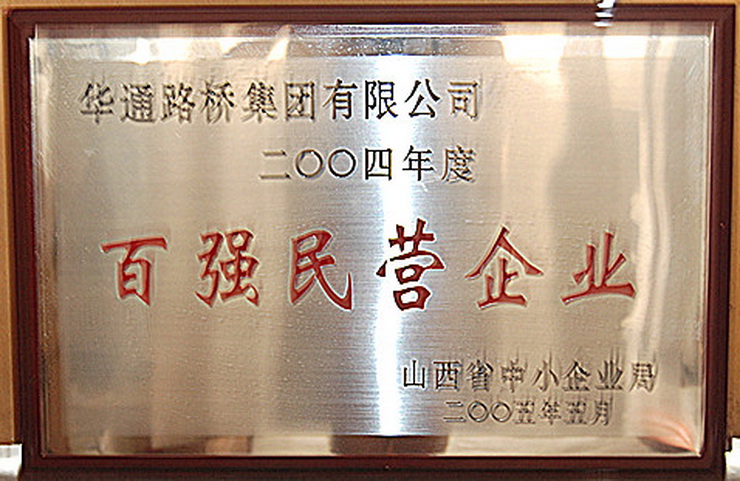 华通路桥集团有限公司
二〇〇四年度
百强民营企业
山西省中小企业局
二〇〇五年五月